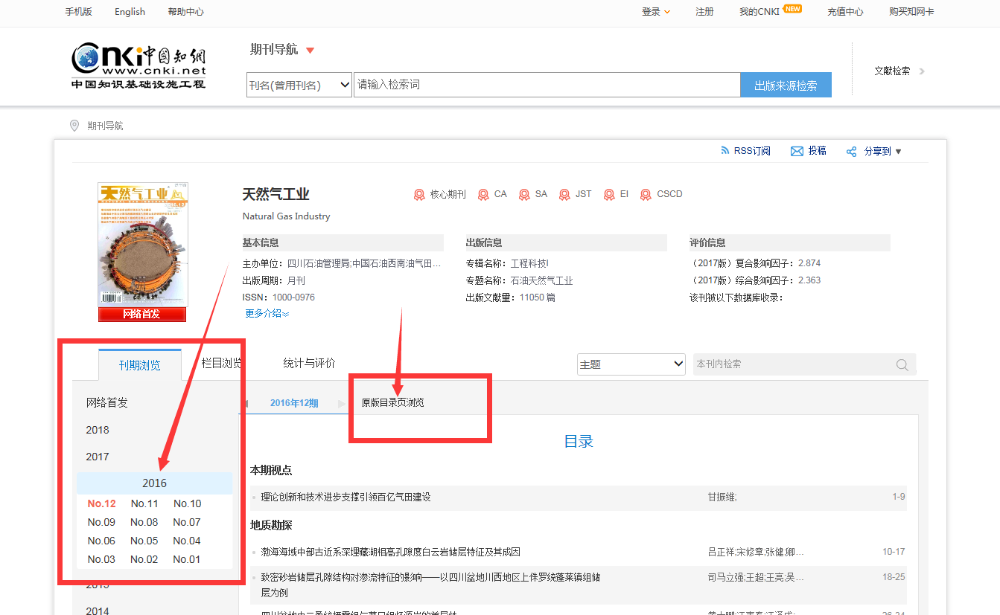 手机版 English 帮助中心 登录 注册 我的CNKI NEW 充值中心 购买知网卡
cnki 中国知網
www.cnki.net
中国知识基础设施工程
期刊导航
刊名(曾用刊名) 请输入检索词 出版来源检索
文献检索
期刊导航
RSS订阅 投稿 分享到
天然气工业
网络首发
天然气工业 核心期刊 CA SA JST EI CSCD
Natural Gas Industry
基本信息 出版信息 评价信息
主办单位：四川石油管理局;中国石油西南油气田... 专辑名称：工程科技I （2017版）复合影响因子：2.874
出版周期：月刊 专题名称：石油天然气工业 （2017版）综合影响因子：2.363
ISSN：1000-0976 出版文献量：11050 篇 该刊被以下数据库收录：
更多介绍
刊期浏览 栏目浏览 统计与评价 主题 本刊内检索
网络首发 2016年12期 原版目录页浏览
2018
2017
2016
No.12 No.11 No.10
No.09 No.08 No.07
No.06 No.05 No.04
No.03 No.02 No.01
2015
2014
目录
本期视点
理论创新和技术进步支撑引领百亿气田建设 甘振维; 1-9
地质勘探
渤海海域中部古近系深埋藏湖相高孔隙度白云岩储层特征及其成因 吕正祥;宋修章;张健;卿... 10-17
致密砂岩储层孔隙结构对渗流特征的影响——以四川盆地川西地区上侏罗统蓬莱镇组储 司马立强;王超;王亮;吴... 18-25
层为例